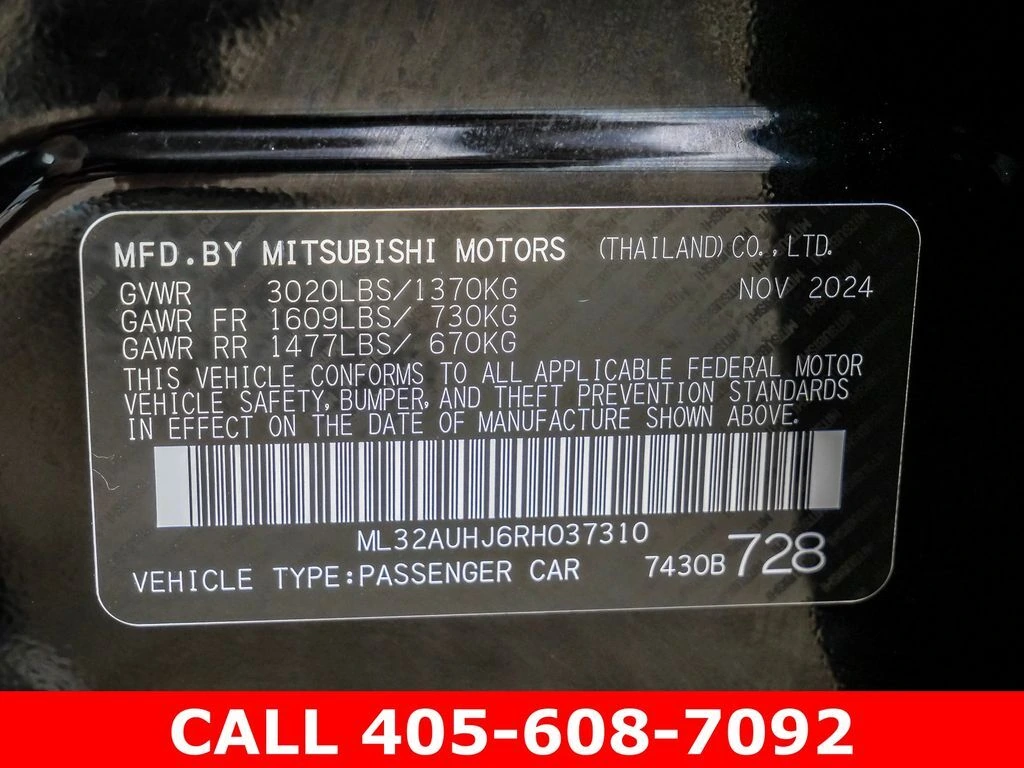 MFD.BY MITSUBISHI MOTORS (THAILAND)CO.,LTD.
GVWR 3020LBS/1370KG NOV 2024
GAWR FR 1609LBS/ 730KG
GAWR RR 1477LBS/ 670KG
THIS VEHICLE CONFORMS TO ALL APPLICABLE FEDERAL MOTOR
VEHICLE SAFETY, BUMPER, AND THEFT PREVENTION STANDARDS
IN EFFECT ON THE DATE OF MANUFACTURE SHOWN ABOVE.
ML32AUHJ6RH037310
VEHICLE TYPE:PASSENGER CAR 7430B 728
CALL 405-608-7092